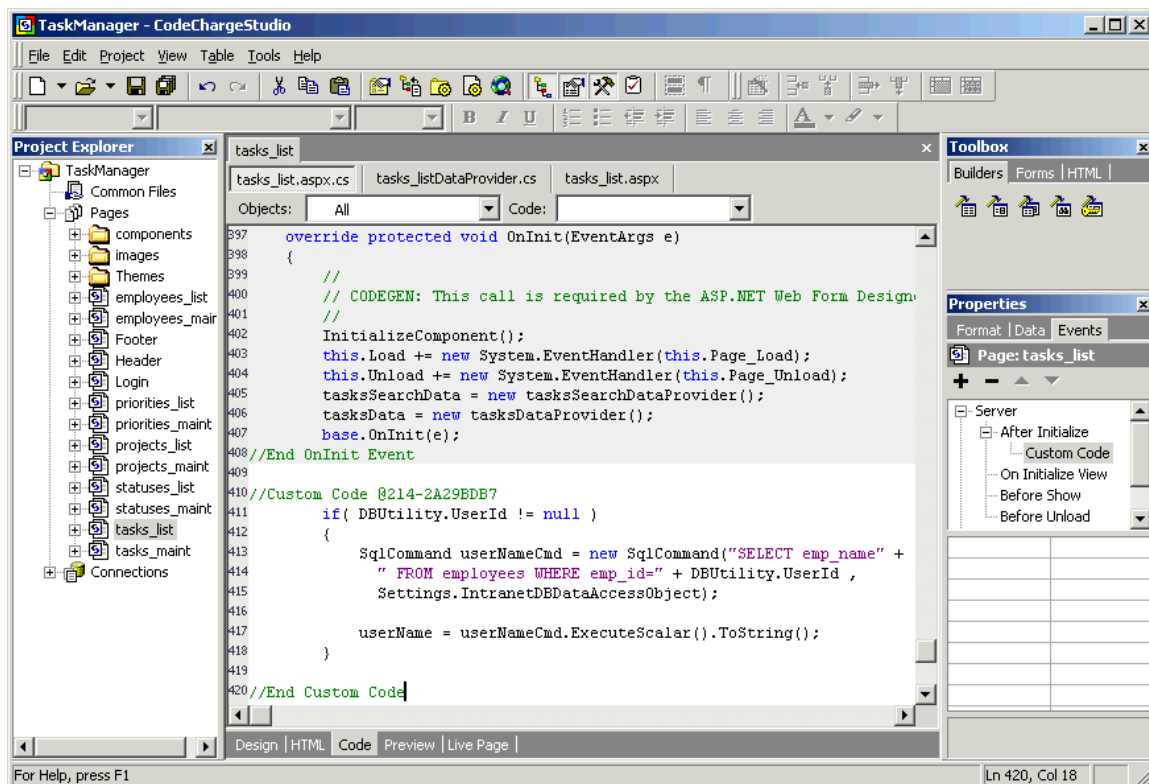 TaskManager - CodeChargeStudio
File Edit Project View Table Tools Help
B I U A
Project Explorer
TaskManager
Common Files
Pages
components
images
Themes
employees_list
employees_mair
Footer
Header
Login
priorities_list
priorities_maint
projects_list
projects_maint
statuses_list
statuses_maint
tasks_list
tasks_maint
Connections
tasks_list
tasks_list.aspx.cs tasks_listDataProvider.cs tasks_list.aspx
Objects: All Code:
397 override protected void OnInit(EventArgs e)
398 {
399 //
400 // CODEGEN: This call is required by the ASP.NET Web Form Design
401 //
402 InitializeComponent();
403 this.Load += new System.EventHandler(this.Page_Load);
404 this.Unload += new System.EventHandler(this.Page_Unload);
405 tasksSearchData = new tasksSearchDataProvider();
406 tasksData = new tasksDataProvider();
407 base.OnInit(e);
408 //End OnInit Event
409
410 //Custom Code @214-2A29BDB7
411 if( DBUtility.UserId != null )
412 {
413 SqlCommand userNameCmd = new SqlCommand("SELECT emp_name" +
414 " FROM employees WHERE emp_id=" + DBUtility.UserId ,
415 Settings.IntranetDBDataAccessObject);
416
417 userName = userNameCmd.ExecuteScalar().ToString();
418 }
419
420 //End Custom Code
Design HTML Code Preview Live Page
Toolbox
Builders Forms HTML
Properties
Format Data Events
Page: tasks_list
Server
After Initialize
Custom Code
On Initialize View
Before Show
Before Unload
For Help, press F1
Ln 420, Col 18